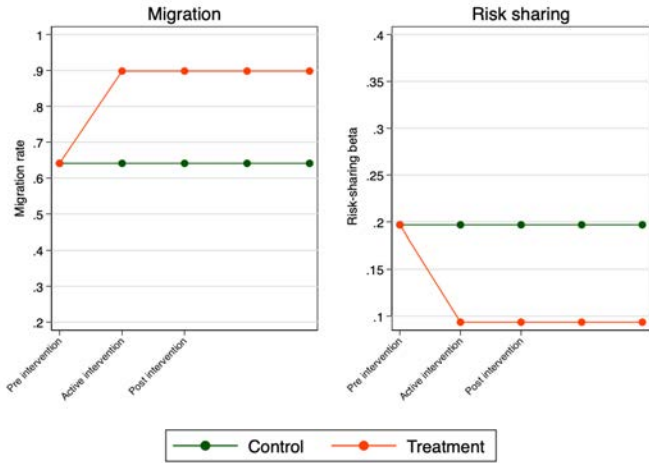 Migration
Risk sharing
1
.9
.8
.7
.6
.5
.4
.3
.2
Migration rate
Pre intervention
Active intervention
Post intervention
.4
.35
.3
.25
.2
.15
.1
Risk-sharing beta
Pre intervention
Active intervention
Post intervention
Control
Treatment